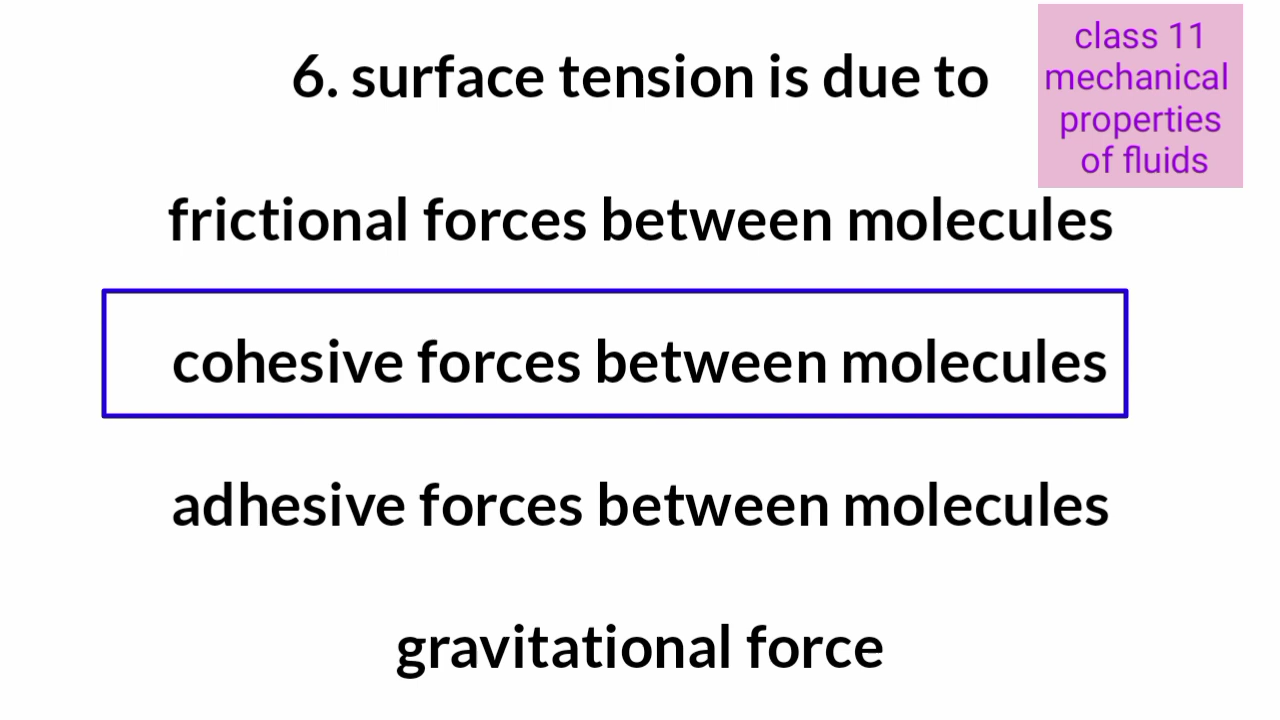 6. surface tension is due to
class 11
mechanical
properties
of fluids
frictional forces between molecules
cohesive forces between molecules
adhesive forces between molecules
gravitational force